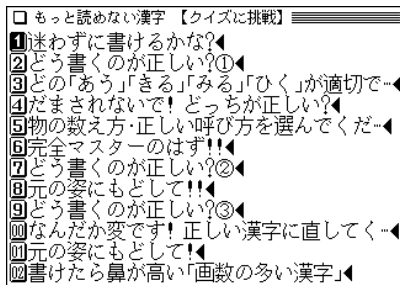 □ もっと読めない漢字 【クイズに挑戦】
1迷わずに書けるかな?◀
2どう書くのが正しい?①◀
3どの「あう」「きる」「みる」「ひく」が適切で…◀
4だまされないで! どっちが正しい?◀
5物の数え方・正しい呼び方を選んでくだ…◀
6完全マスターのはず!!◀
7どう書くのが正しい?②◀
8元の姿にもどして!!◀
9どう書くのが正しい?③◀
00なんだか変です! 正しい漢字に直してく…◀
01元の姿にもどして!◀
02書けたら鼻が高い「画数の多い漢字」◀